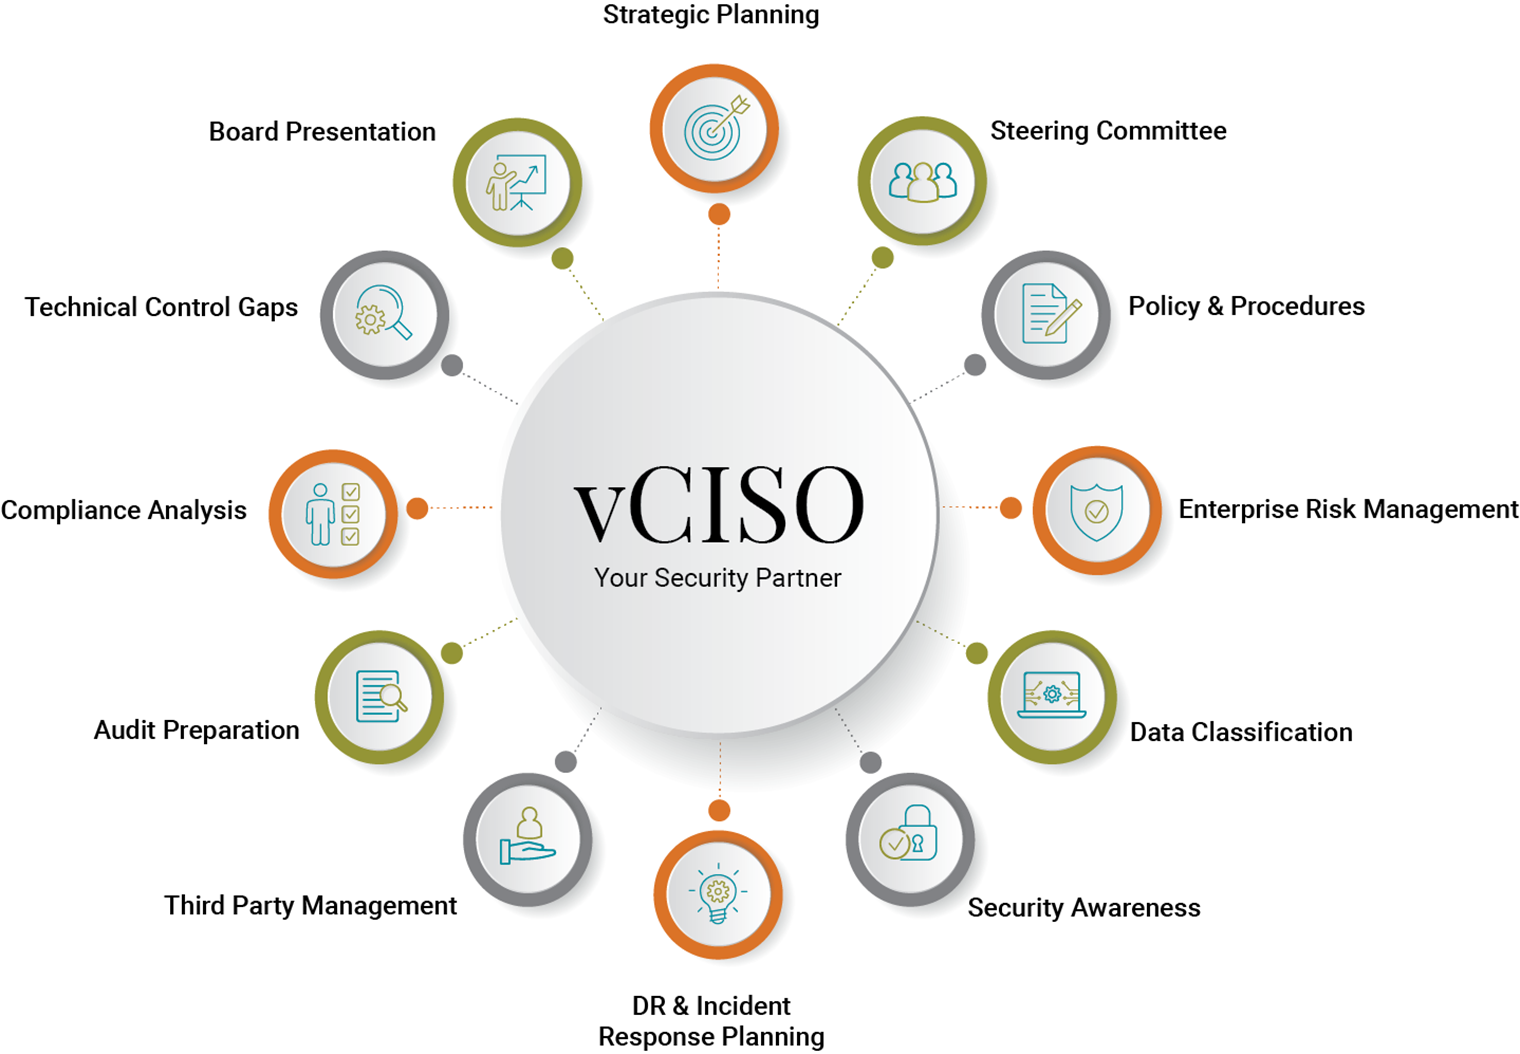 Strategic Planning
Board Presentation
Steering Committee
Technical Control Gaps
Policy & Procedures
Compliance Analysis
vCISO
Your Security Partner
Enterprise Risk Management
Audit Preparation
Data Classification
Third Party Management
Security Awareness
DR & Incident
Response Planning